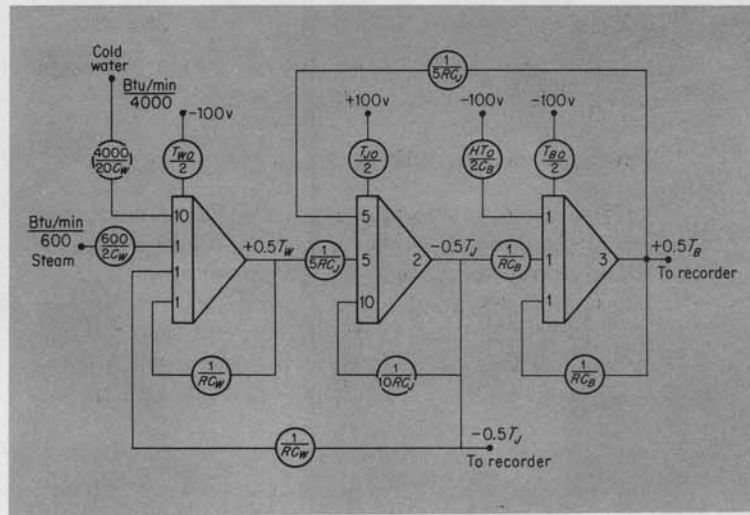 Cold
water
Btu/min
4000
-100v
+100v
-100v
-100v
1
5RCJ
4000
20CW
TWO
2
TJO
2
HTO
2CB
TBO
2
Btu/min
600
Steam
600
2CW
10
1
1
1
+0.5TW
1
5RCJ
5
5
10
2
-0.5TJ
1
RCB
1
1
1
3
+0.5TB
To recorder
1
RCW
1
10RCJ
1
RCB
1
RCW
-0.5TJ
To recorder